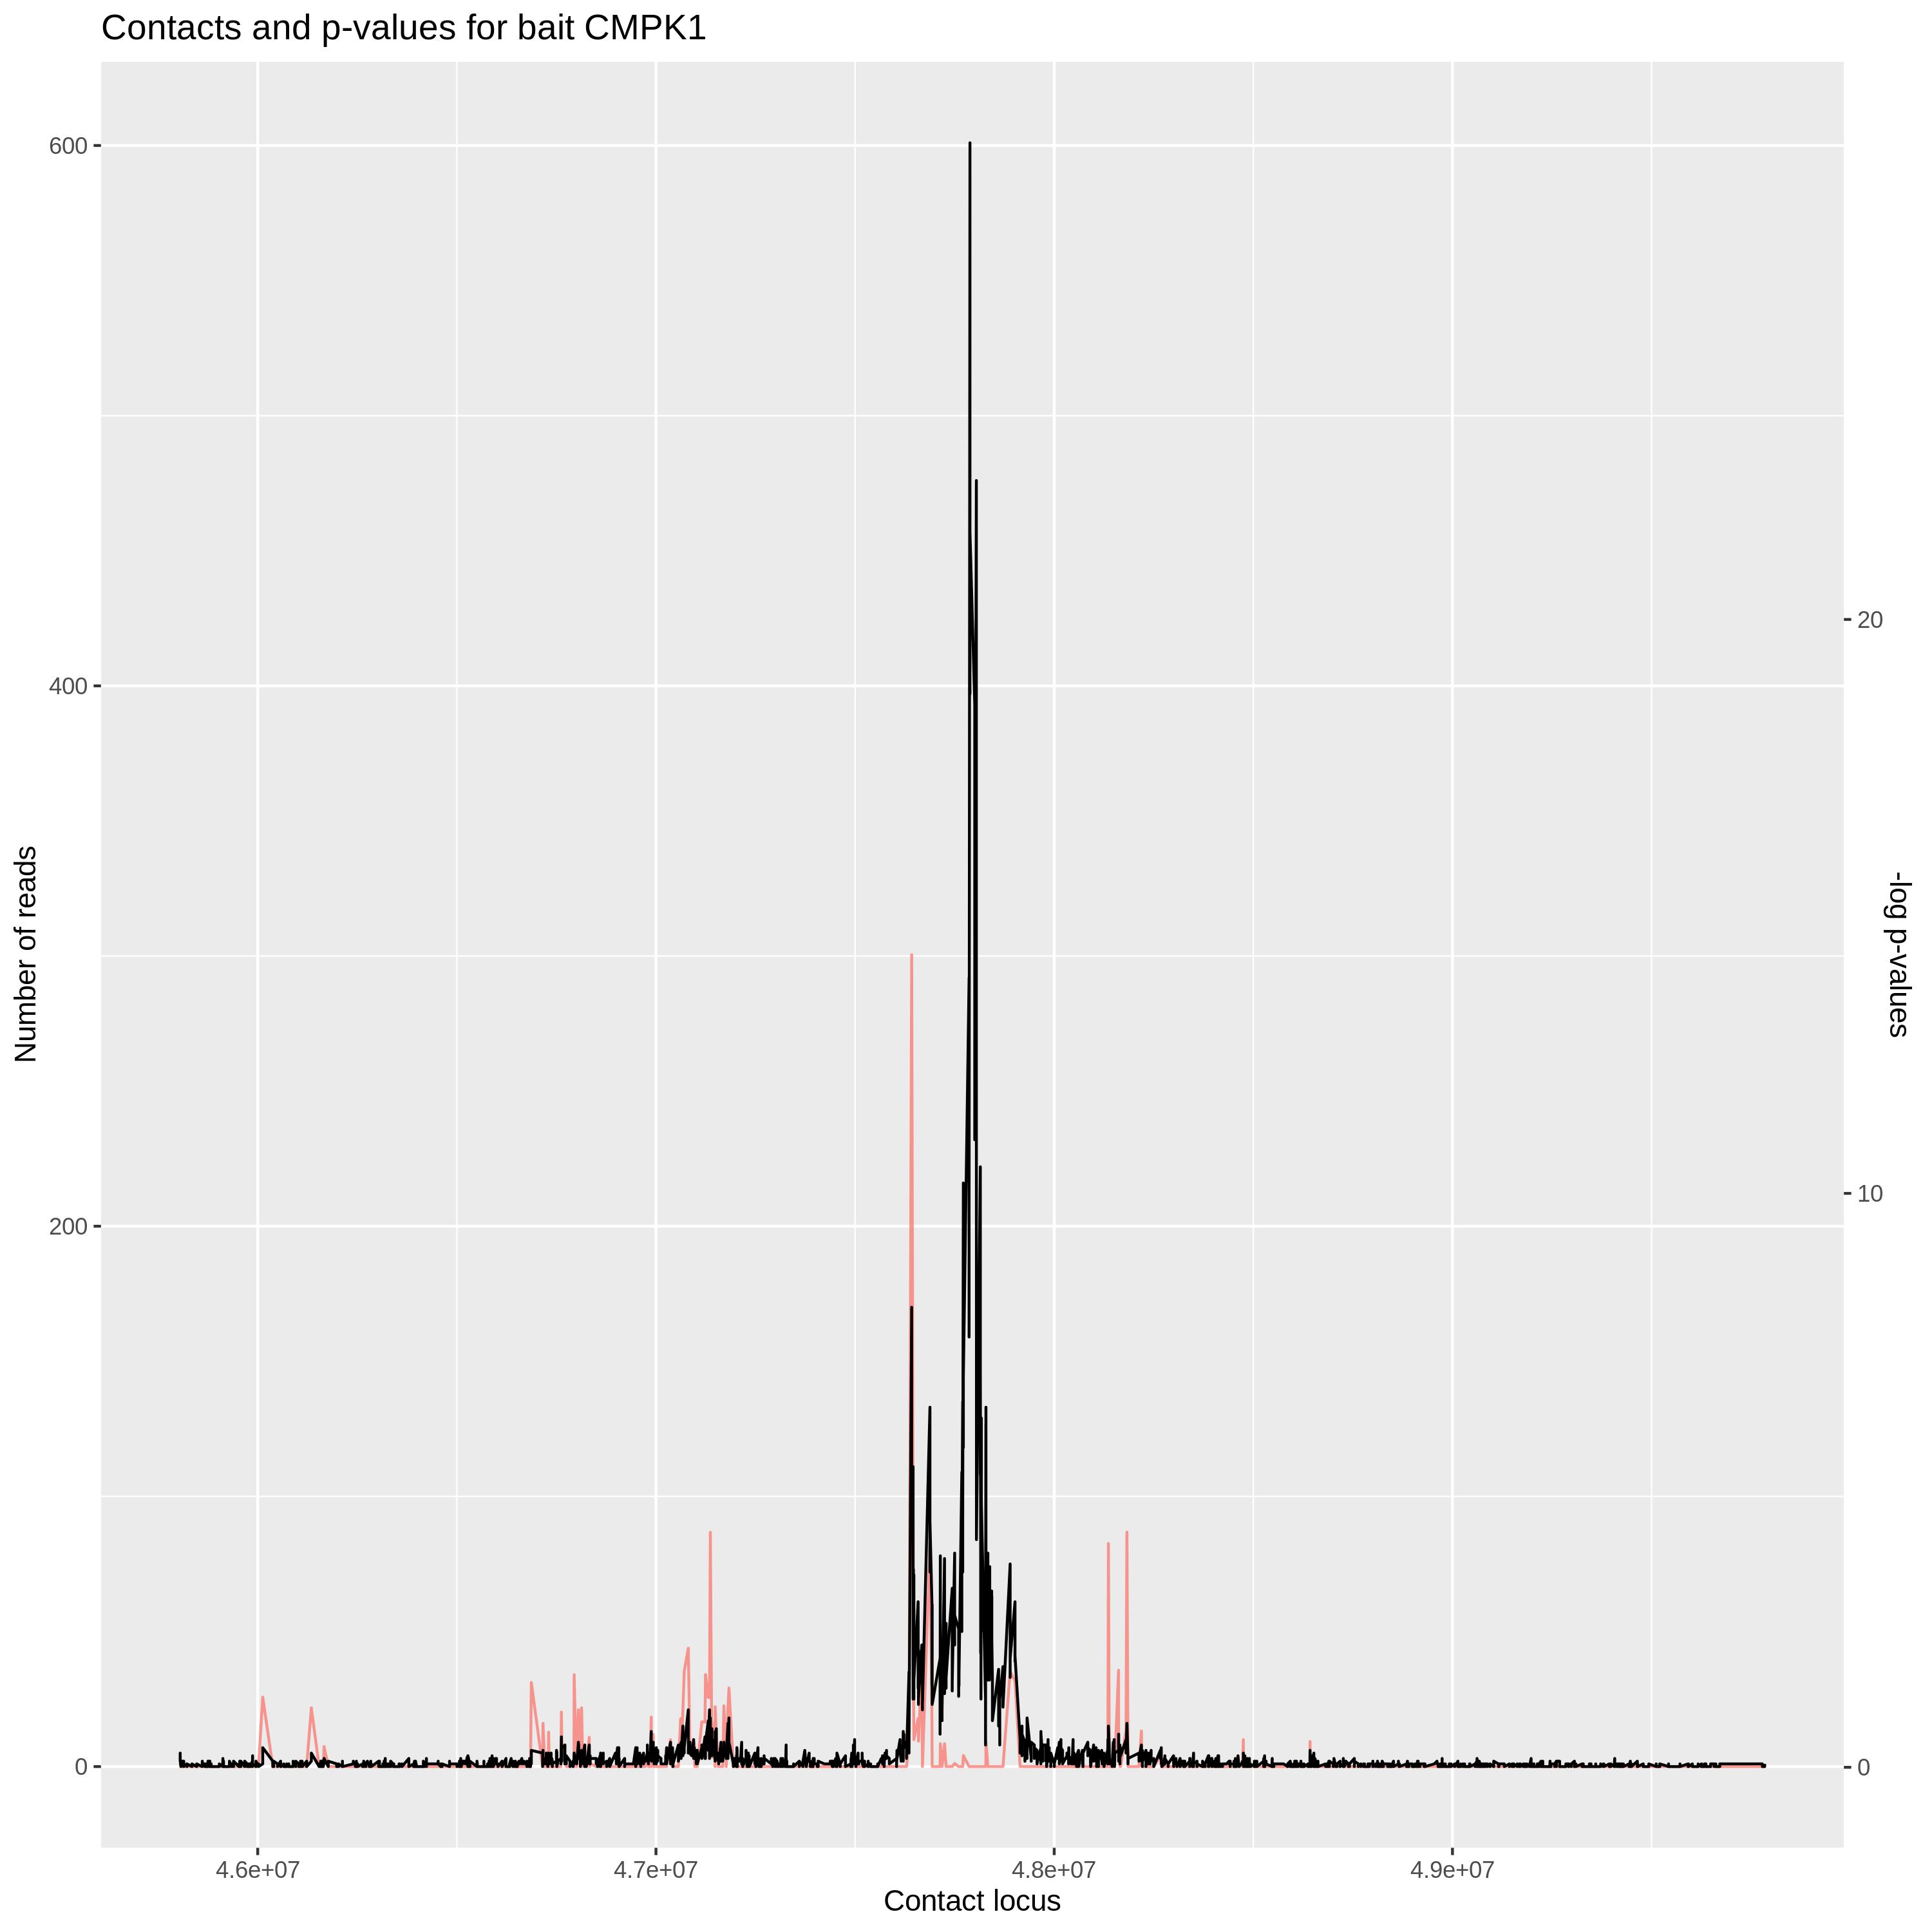 Contacts and p-values for bait CMPK1
600
400
200
0
Number of reads
20
10
0
-log p-values
4.6e+07
4.7e+07
4.8e+07
4.9e+07
Contact locus